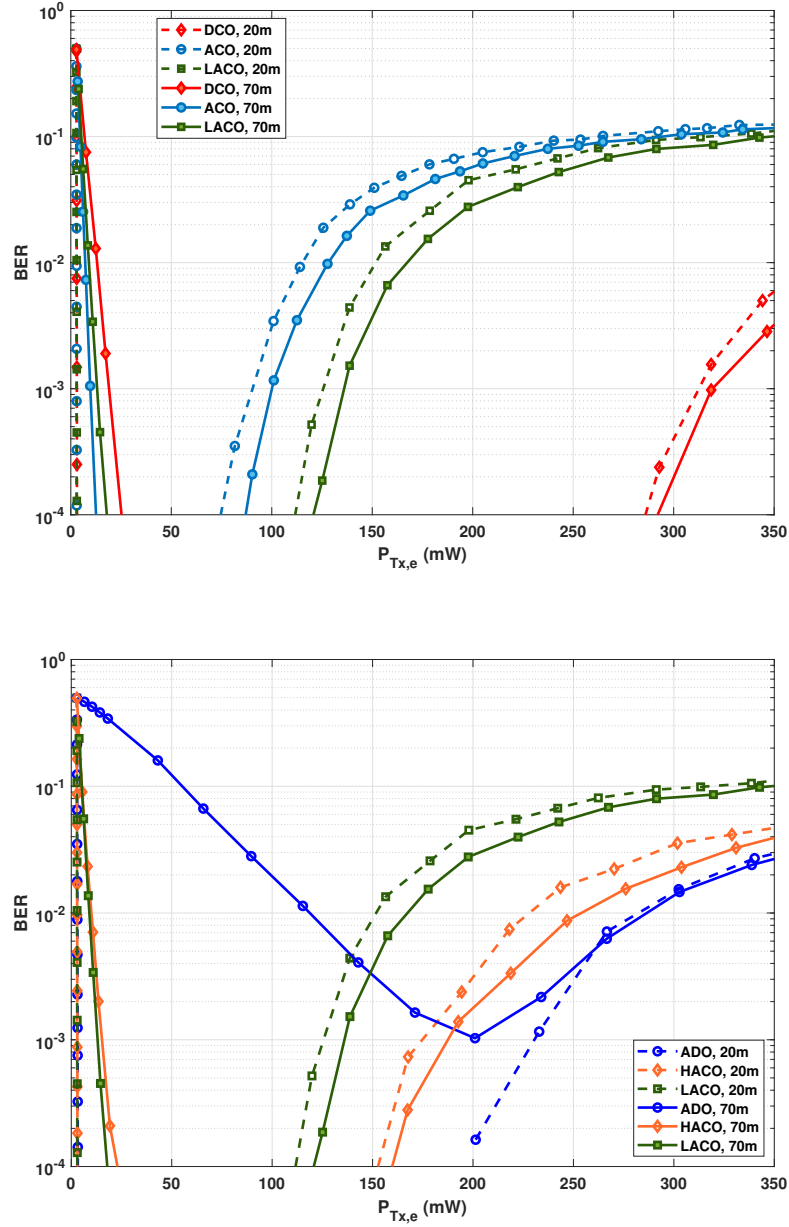 10^0
10^-1
10^-2
10^-3
10^-4
BER
DCO, 20m
ACO, 20m
LACO, 20m
DCO, 70m
ACO, 70m
LACO, 70m
0 50 100 150 200 250 300 350
P_Tx,e (mW)
10^0
10^-1
10^-2
10^-3
10^-4
BER
ADO, 20m
HACO, 20m
LACO, 20m
ADO, 70m
HACO, 70m
LACO, 70m
0 50 100 150 200 250 300 350
P_Tx,e (mW)